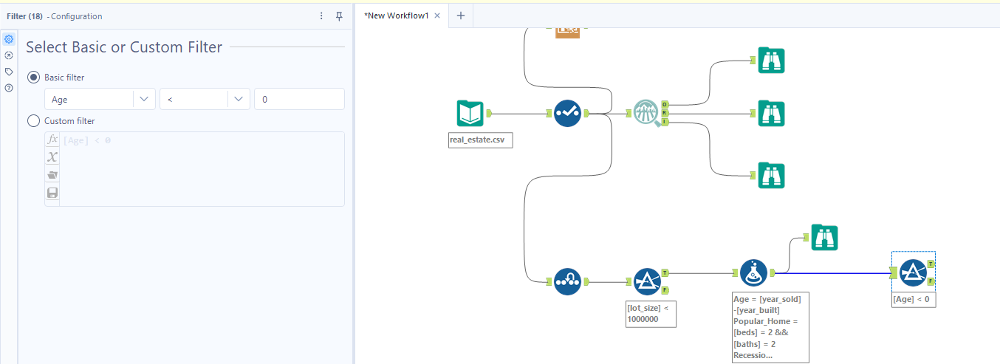 Filter (18) - Configuration
Select Basic or Custom Filter
Basic filter
Age
<
0
Custom filter
fx
[Age] < 0
X
*New Workflow1
real_estate.csv
O
R
I
T
F
[lot_size] <
1000000
Age = [year_sold]
-[year_built]
Popular_Home =
[beds] = 2 &&
[baths] = 2
Recessio...
T
F
[Age] < 0